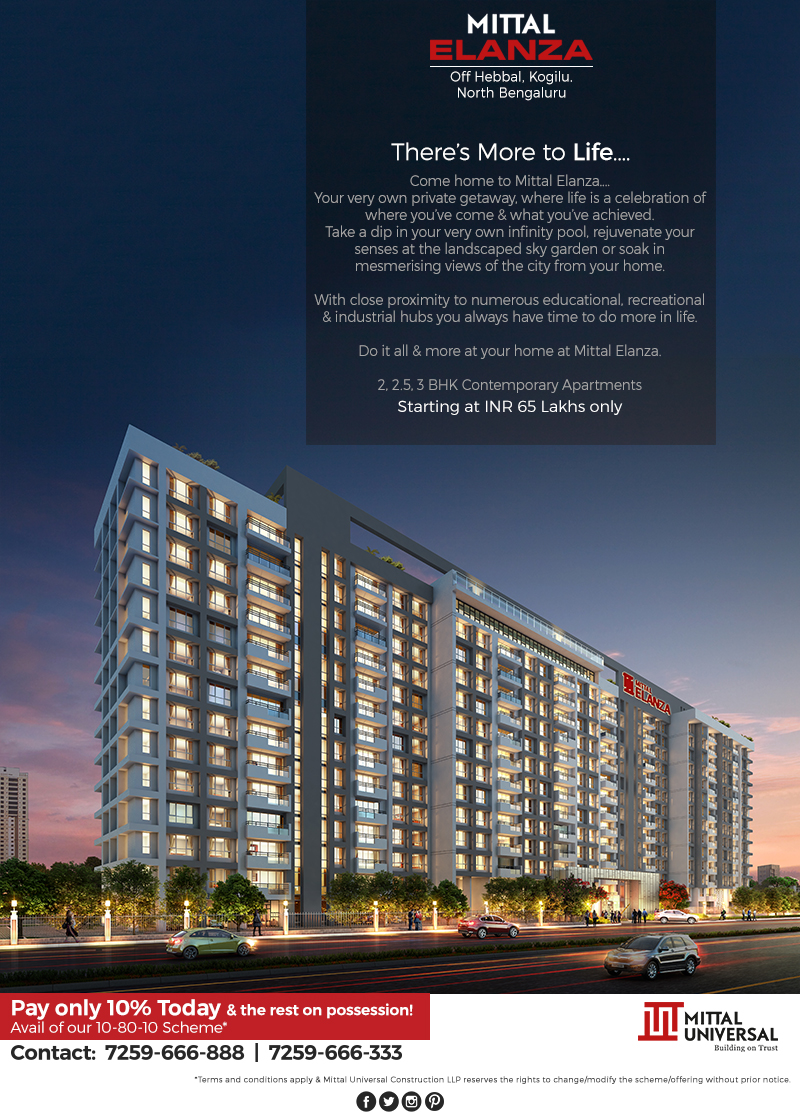 MITTAL
ELANZA
Off Hebbal, Kogilu.
North Bengaluru
There's More to Life....
Come home to Mittal Elanza....
Your very own private getaway, where life is a celebration of
where you've come & what you've achieved.
Take a dip in your very own infinity pool, rejuvenate your
senses at the landscaped sky garden or soak in
mesmerising views of the city from your home.
With close proximity to numerous educational, recreational
& industrial hubs you always have time to do more in life.
Do it all & more at your home at Mittal Elanza.
2, 2.5, 3 BHK Contemporary Apartments
Starting at INR 65 Lakhs only
MITTAL
ELANZA
Pay only 10% Today & the rest on possession!
Avail of our 10-80-10 Scheme*
Contact: 7259-666-888 | 7259-666-333
MITTAL
UNIVERSAL
Building on Trust
*Terms and conditions apply & Mittal Universal Construction LLP reserves the rights to change/modify the scheme/offering without prior notice.